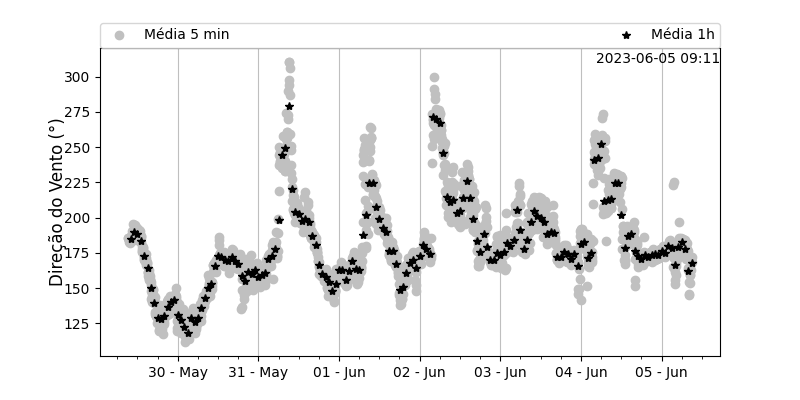 Média 5 min
Média 1h
2023-06-05 09:11
Direção do Vento (°)
300
275
250
225
200
175
150
125
30 - May
31 - May
01 - Jun
02 - Jun
03 - Jun
04 - Jun
05 - Jun